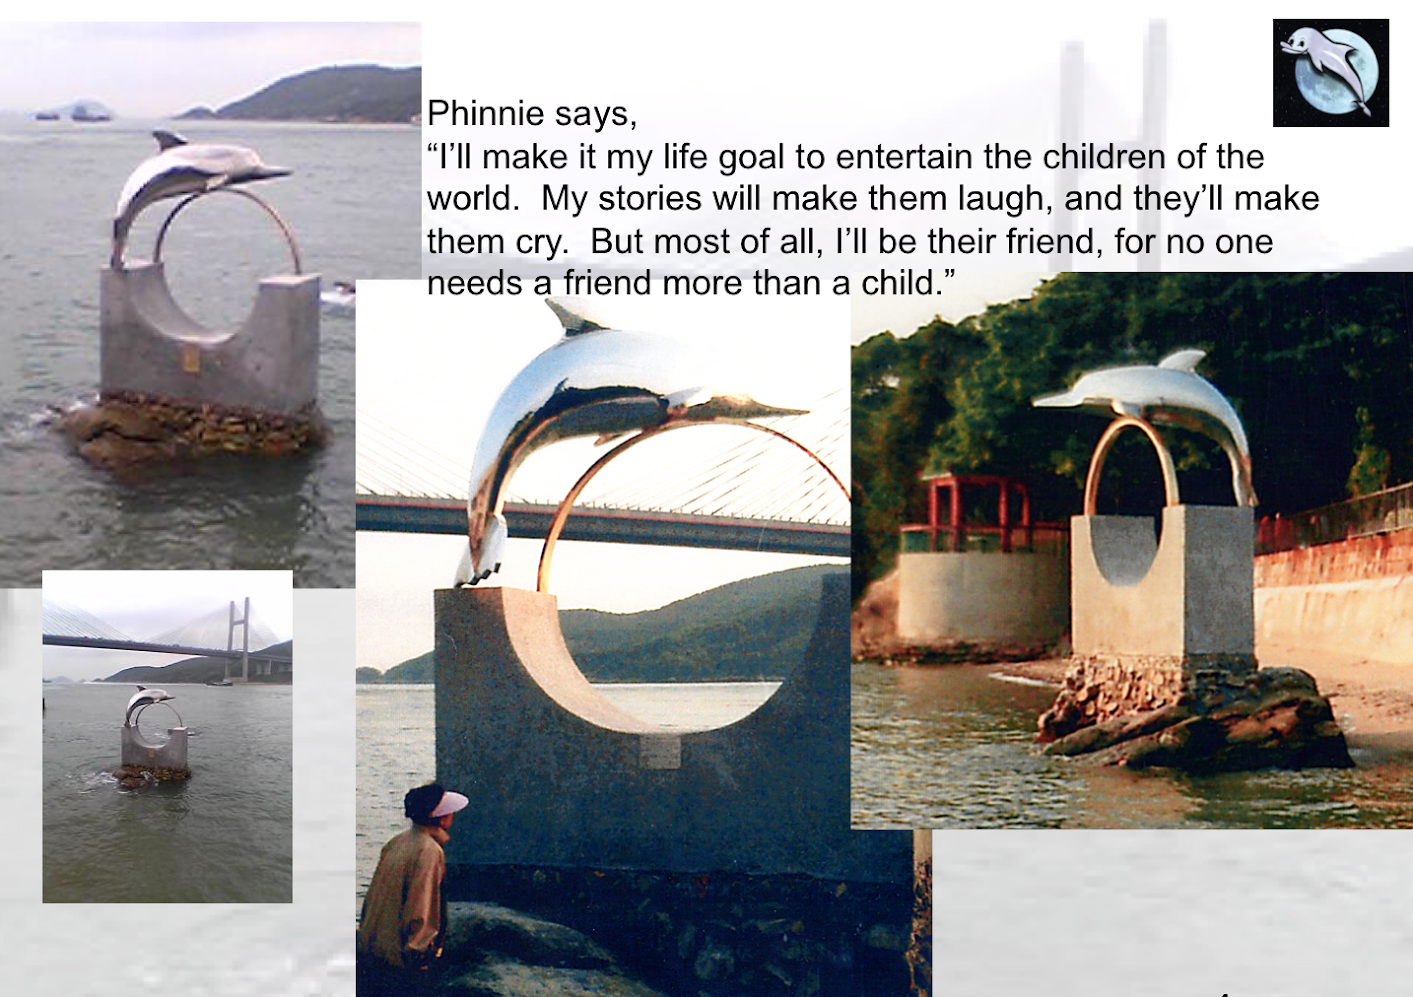 Phinnie says,
“I’ll make it my life goal to entertain the children of the
world.  My stories will make them laugh, and they’ll make
them cry.  But most of all, I’ll be their friend, for no one
needs a friend more than a child.”